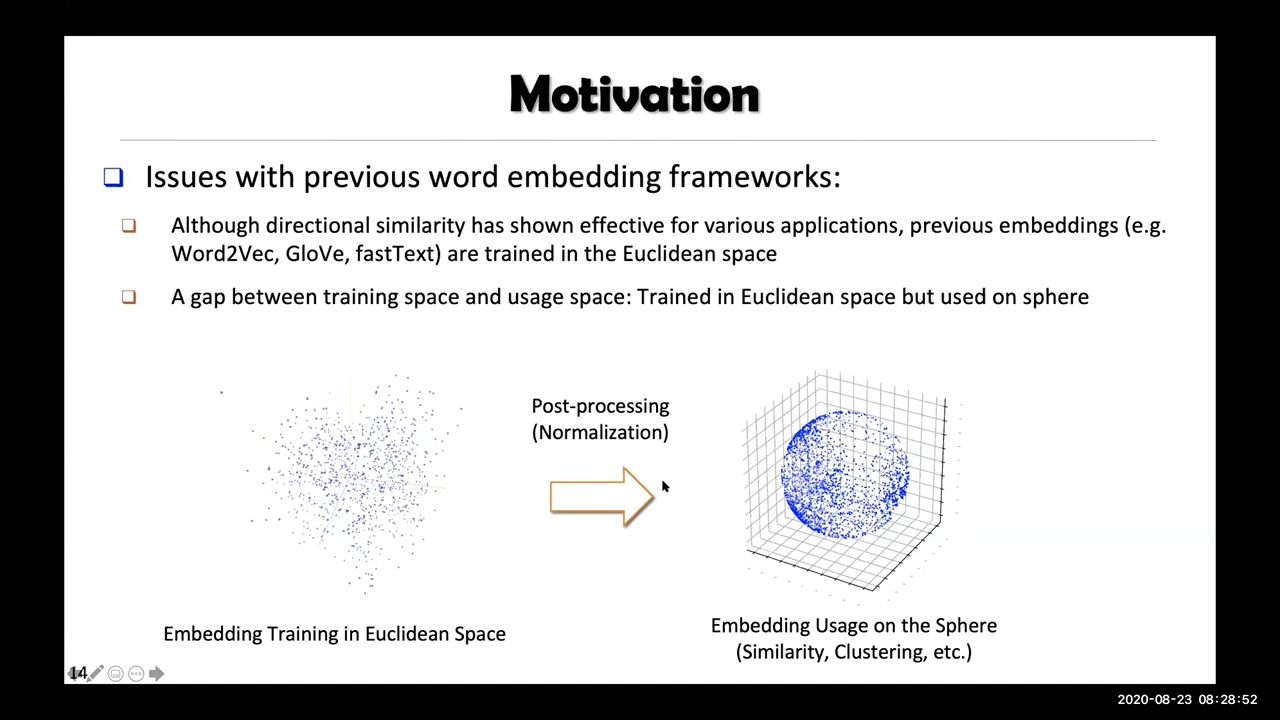 Motivation
Issues with previous word embedding frameworks:
Although directional similarity has shown effective for various applications, previous embeddings (e.g.
Word2Vec, GloVe, fastText) are trained in the Euclidean space
A gap between training space and usage space: Trained in Euclidean space but used on sphere
Post-processing
(Normalization)
Embedding Training in Euclidean Space
Embedding Usage on the Sphere
(Similarity, Clustering, etc.)
14
2020-08-23 08:28:52